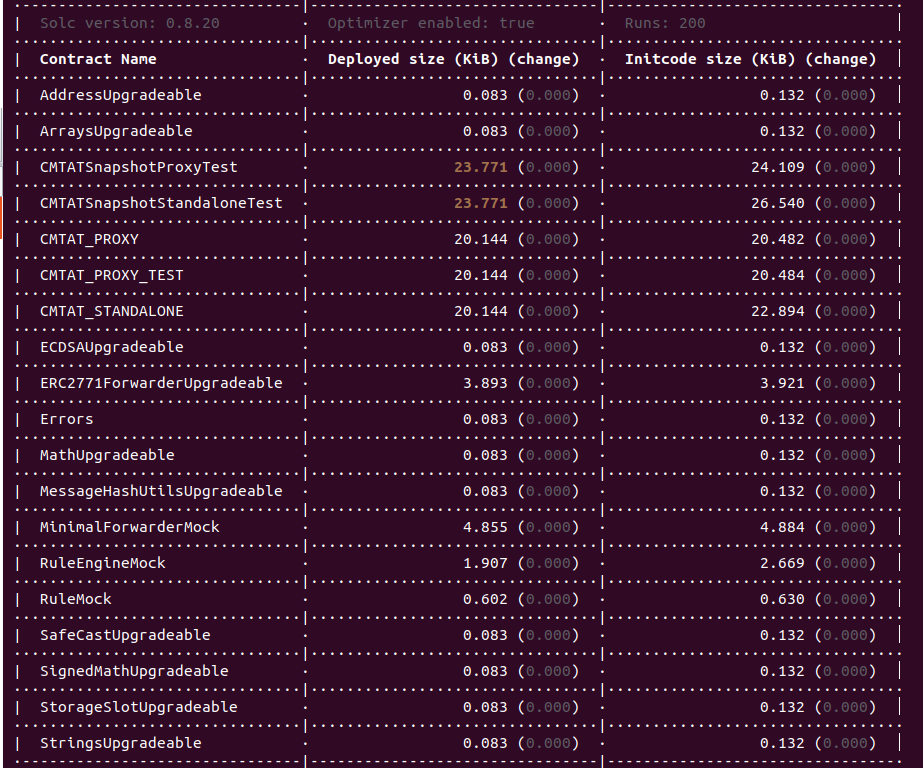 | Solc version: 0.8.20 · Optimizer enabled: true · Runs: 200 |
| Contract Name · Deployed size (KiB) (change) · Initcode size (KiB) (change) |
| AddressUpgradeable · 0.083 (0.000) · 0.132 (0.000) |
| ArraysUpgradeable · 0.083 (0.000) · 0.132 (0.000) |
| CMTATSnapshotProxyTest · 23.771 (0.000) · 24.109 (0.000) |
| CMTATSnapshotStandaloneTest · 23.771 (0.000) · 26.540 (0.000) |
| CMTAT_PROXY · 20.144 (0.000) · 20.482 (0.000) |
| CMTAT_PROXY_TEST · 20.144 (0.000) · 20.484 (0.000) |
| CMTAT_STANDALONE · 20.144 (0.000) · 22.894 (0.000) |
| ECDSAUpgradeable · 0.083 (0.000) · 0.132 (0.000) |
| ERC2771ForwarderUpgradeable · 3.893 (0.000) · 3.921 (0.000) |
| Errors · 0.083 (0.000) · 0.132 (0.000) |
| MathUpgradeable · 0.083 (0.000) · 0.132 (0.000) |
| MessageHashUtilsUpgradeable · 0.083 (0.000) · 0.132 (0.000) |
| MinimalForwarderMock · 4.855 (0.000) · 4.884 (0.000) |
| RuleEngineMock · 1.907 (0.000) · 2.669 (0.000) |
| RuleMock · 0.602 (0.000) · 0.630 (0.000) |
| SafeCastUpgradeable · 0.083 (0.000) · 0.132 (0.000) |
| SignedMathUpgradeable · 0.083 (0.000) · 0.132 (0.000) |
| StorageSlotUpgradeable · 0.083 (0.000) · 0.132 (0.000) |
| StringsUpgradeable · 0.083 (0.000) · 0.132 (0.000) |